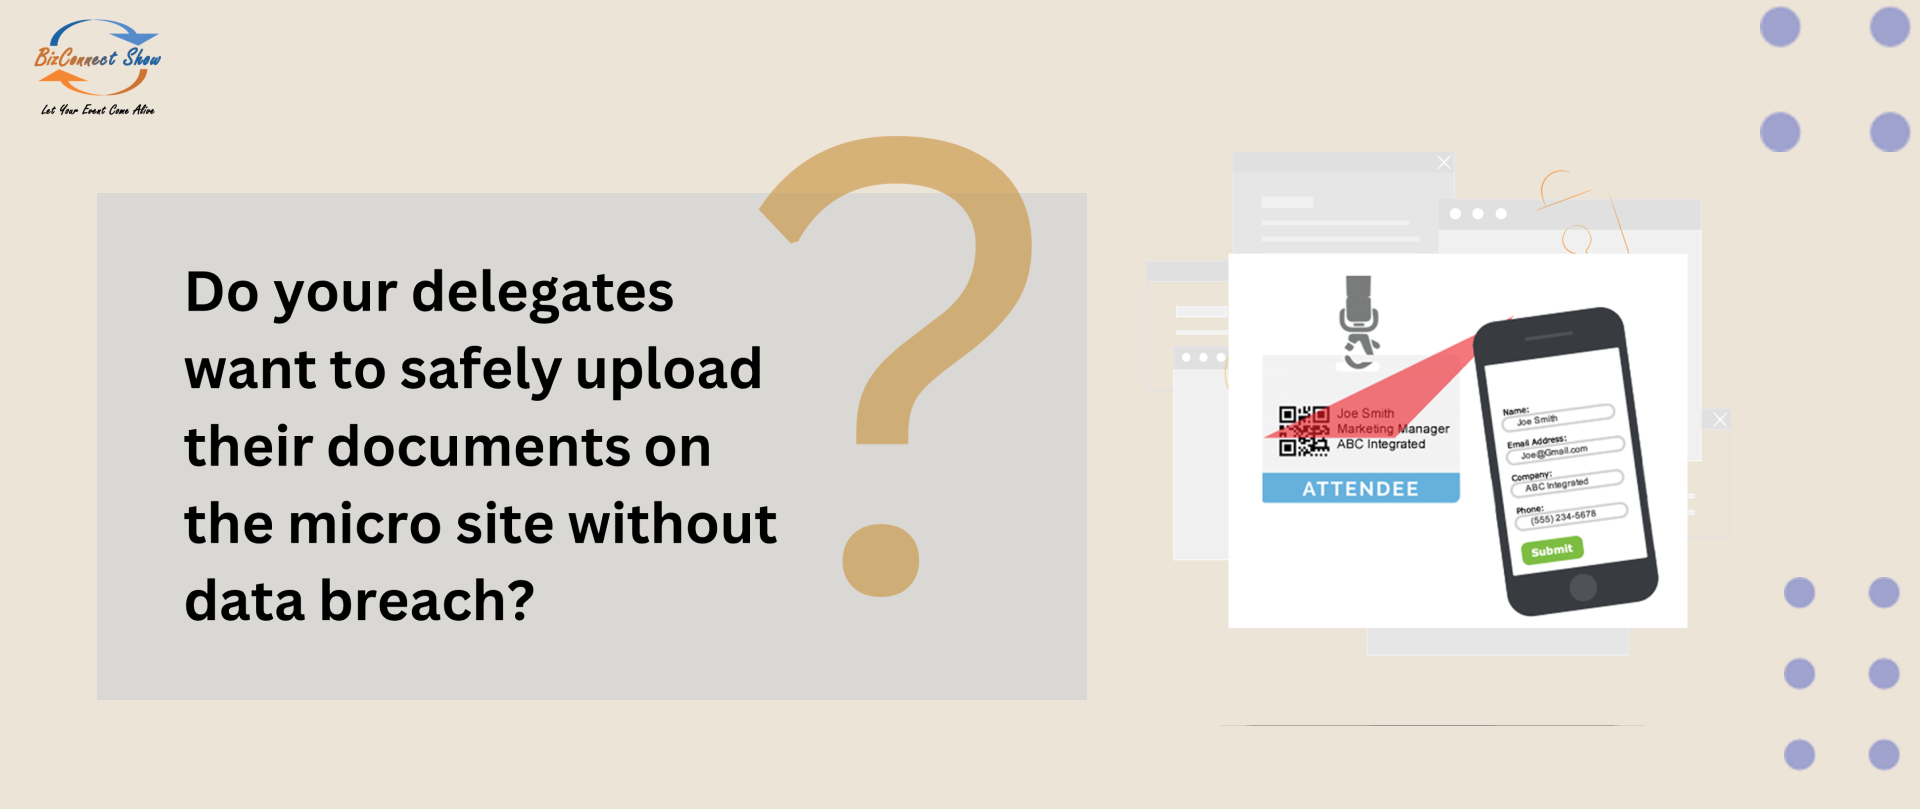 BizConnect Show
Let Your Event Come Alive
Do your delegates
want to safely upload
their documents on
the micro site without
data breach?
?
Joe Smith
Marketing Manager
ABC Integrated
ATTENDEE
Name:
Joe Smith
Email Address:
Joe@Gmail.com
Company:
ABC Integrated
Phone:
(555) 234-5678
Submit